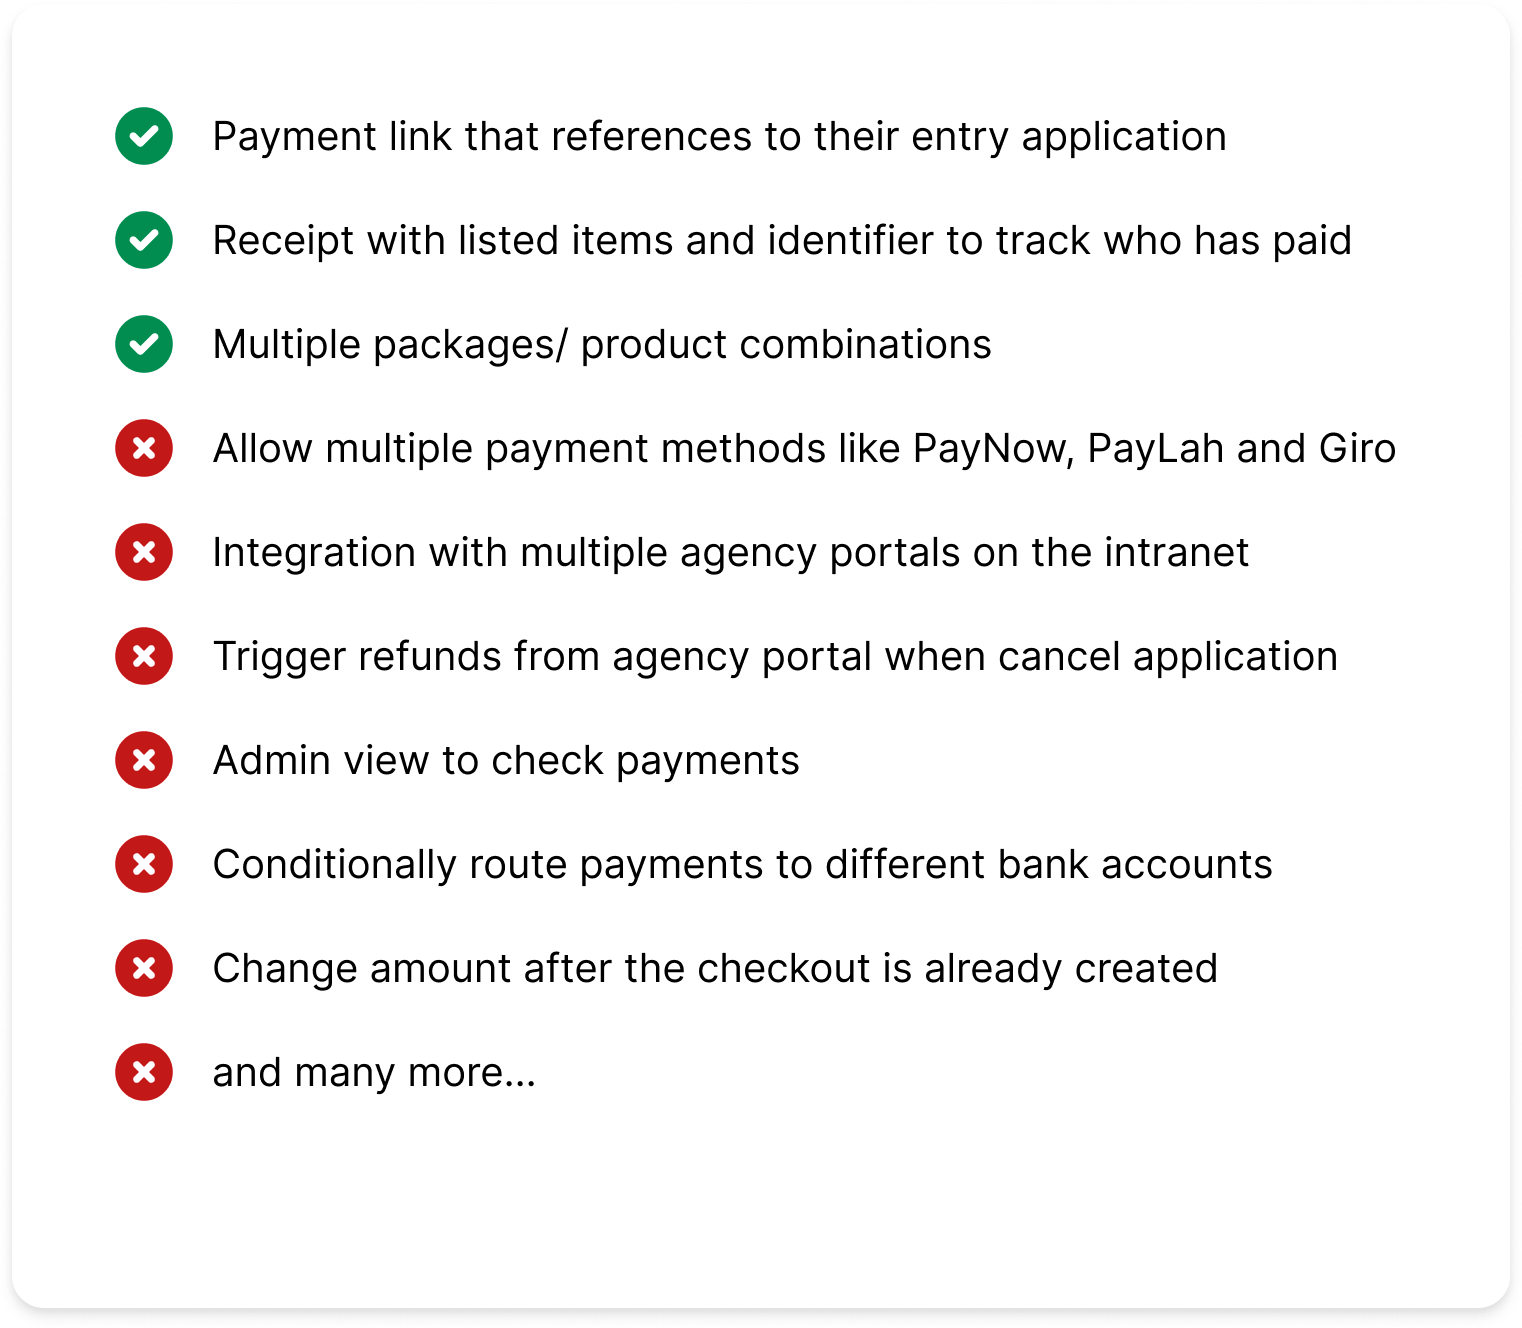 Payment link that references to their entry application
Receipt with listed items and identifier to track who has paid
Multiple packages/ product combinations
Allow multiple payment methods like PayNow, PayLah and Giro
Integration with multiple agency portals on the intranet
Trigger refunds from agency portal when cancel application
Admin view to check payments
Conditionally route payments to different bank accounts
Change amount after the checkout is already created
and many more...